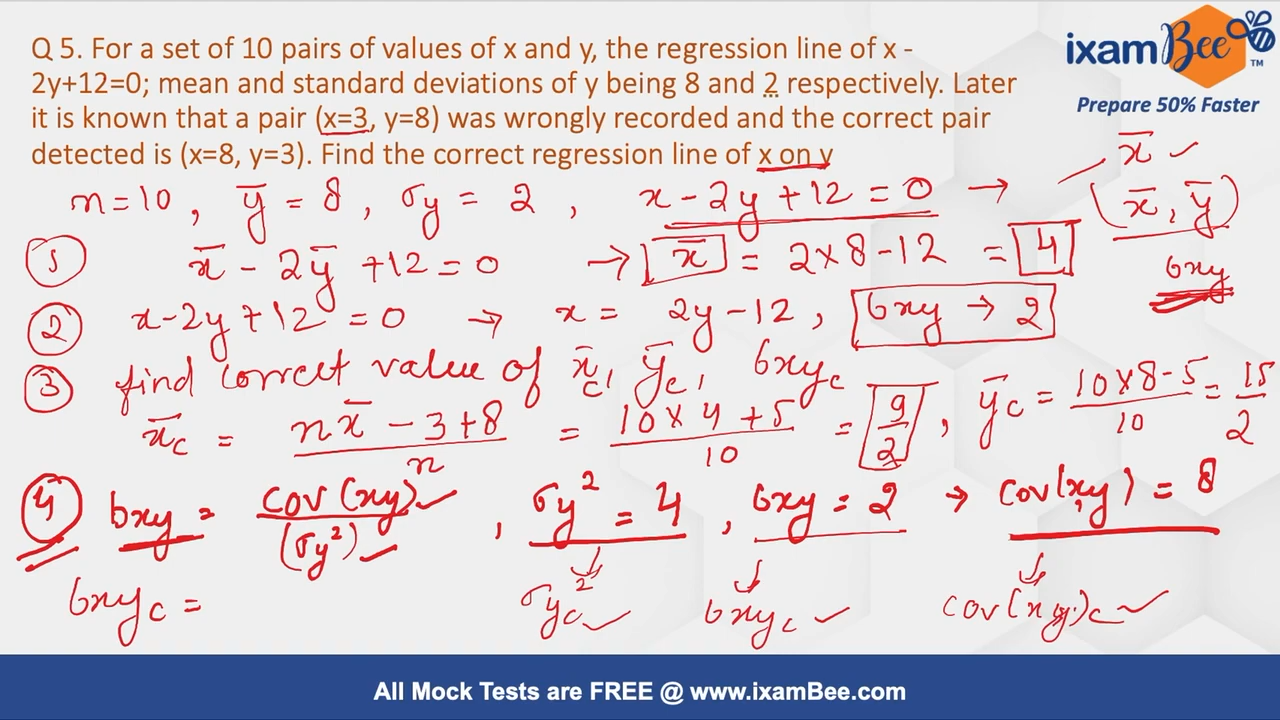 Q 5. For a set of 10 pairs of values of x and y, the regression line of x -
2y+12=0; mean and standard deviations of y being 8 and 2 respectively. Later
it is known that a pair (x=3, y=8) was wrongly recorded and the correct pair
detected is (x=8, y=3). Find the correct regression line of x on y
ixamBee ™
Prepare 50% Faster
x̄ ✓
n=10, ȳ = 8, σy = 2, x-2y+12=0 → (x̄, ȳ)
① x̄ - 2ȳ +12=0 → x̄ = 2×8-12 = 4
bxy
② x-2y+12=0 → x = 2y-12, bxy → 2
③ find correct value of x̄c, ȳc, bxyc
x̄c = (nx̄ - 3+8)/n = (10×4+5)/10 = 9/2, ȳc = (10×8-5)/10 = 15/2
④ bxy = cov(xy)/(σy²) ✓, σy² = 4, bxy = 2 → cov(x,y) = 8
bxyc = σyc² ✓ bxyc ✓ cov(x,y)c ✓
All Mock Tests are FREE @ www.ixamBee.com